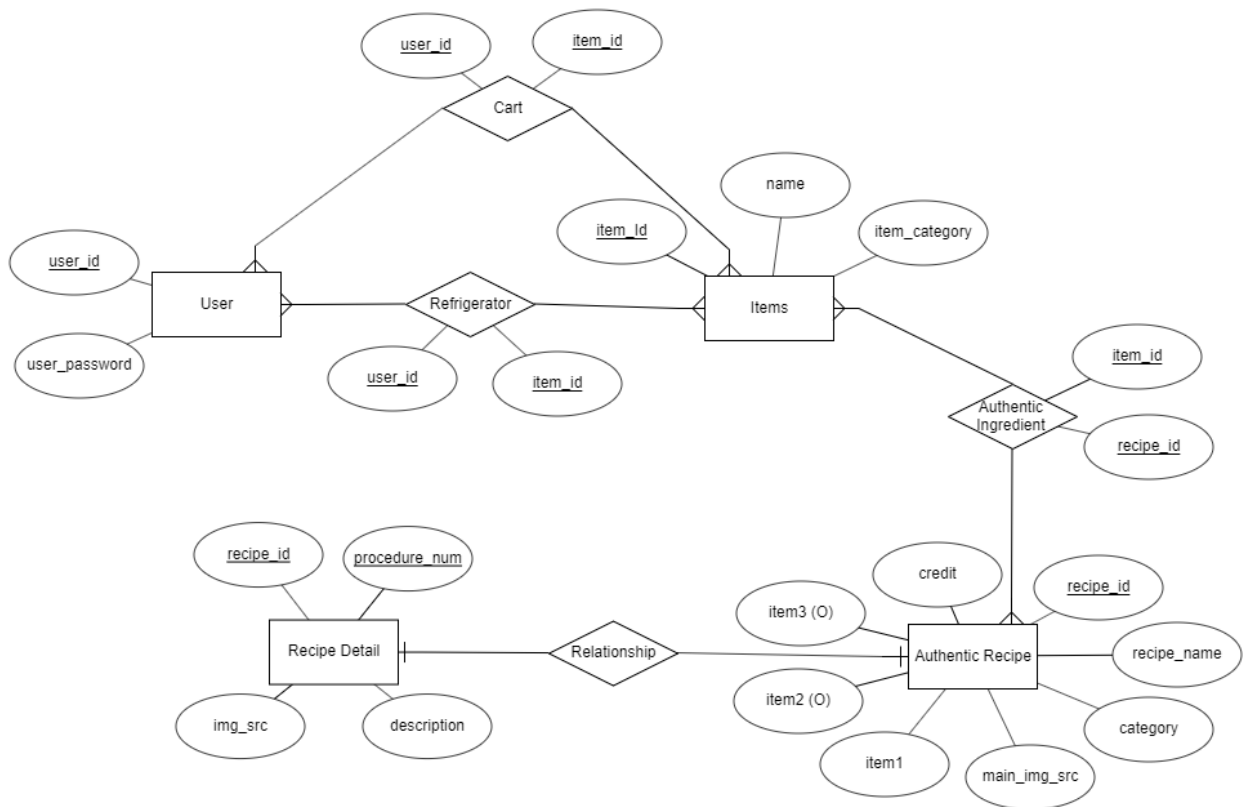 user_id
item_id
Cart
name
item_Id
item_category
user_id
User
Refrigerator
Items
user_password
user_id
item_id
item_id
Authentic
Ingredient
recipe_id
recipe_id
procedure_num
credit
recipe_id
item3 (O)
Recipe Detail
Relationship
Authentic Recipe
recipe_name
item2 (O)
img_src
description
category
item1
main_img_src